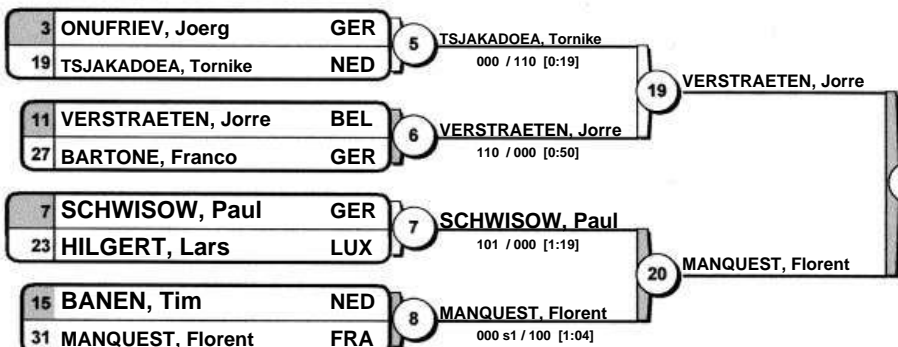 3 ONUFRIEV, Joerg GER
19 TSJAKADOEA, Tornike NED
5
TSJAKADOEA, Tornike
000 / 110 [0:19]
11 VERSTRAETEN, Jorre BEL
27 BARTONE, Franco GER
6
VERSTRAETEN, Jorre
110 / 000 [0:50]
19
VERSTRAETEN, Jorre
7 SCHWISOW, Paul GER
23 HILGERT, Lars LUX
7
SCHWISOW, Paul
101 / 000 [1:19]
15 BANEN, Tim NED
31 MANQUEST, Florent FRA
8
MANQUEST, Florent
000 s1 / 100 [1:04]
20
MANQUEST, Florent